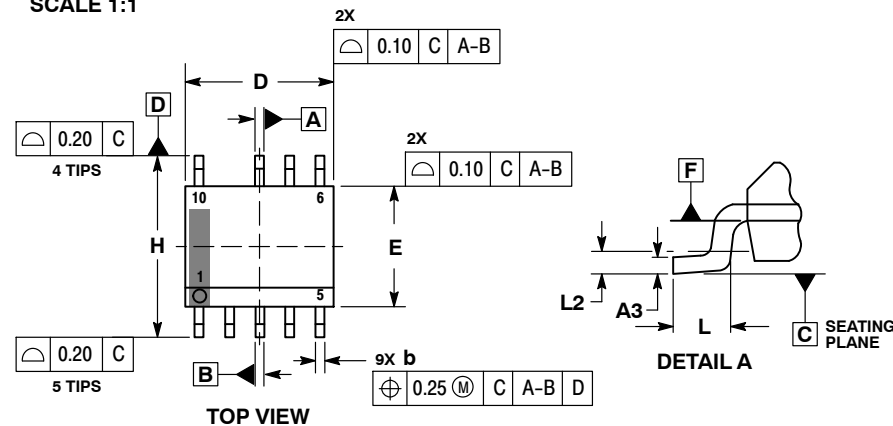 SCALE 1:1
2X
⌓ 0.10 C A-B
D
D
A
⌓ 0.20 C
4 TIPS
2X
⌓ 0.10 C A-B
10
6
F
H
E
1
5
L2
A3
L
C SEATING
PLANE
DETAIL A
⌓ 0.20 C
5 TIPS
B
9X b
⌖ 0.25 Ⓜ C A-B D
TOP VIEW